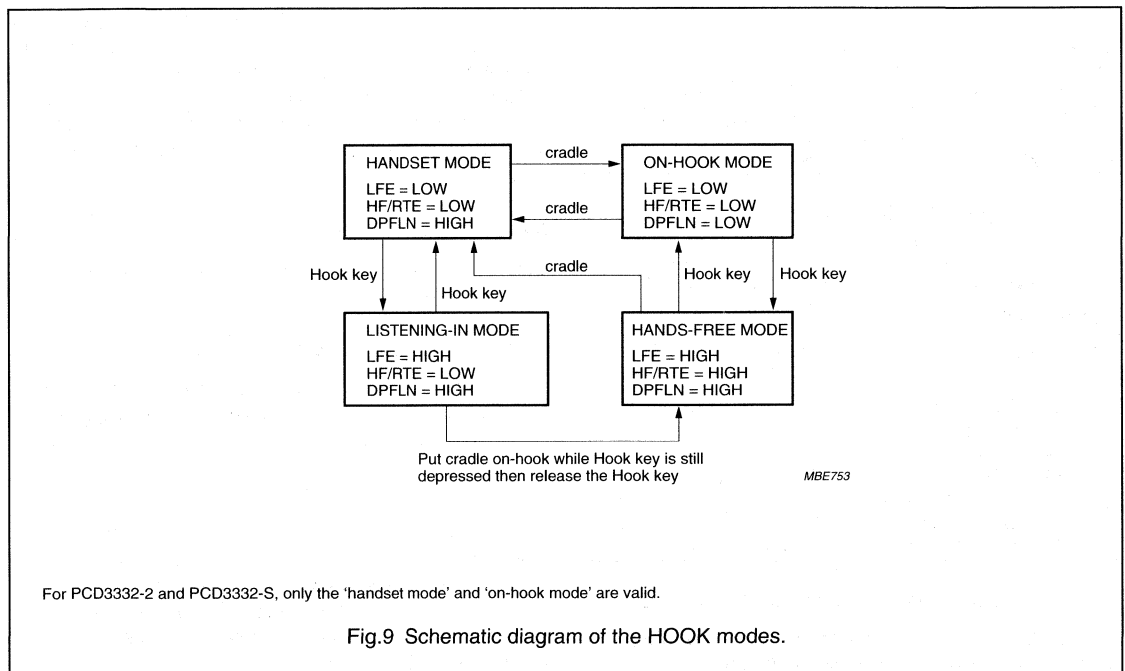 HANDSET MODE
LFE = LOW
HF/RTE = LOW
DPFLN = HIGH
cradle
cradle
ON-HOOK MODE
LFE = LOW
HF/RTE = LOW
DPFLN = LOW
cradle
Hook key
Hook key
Hook key
Hook key
LISTENING-IN MODE
LFE = HIGH
HF/RTE = LOW
DPFLN = HIGH
HANDS-FREE MODE
LFE = HIGH
HF/RTE = HIGH
DPFLN = HIGH
Put cradle on-hook while Hook key is still
depressed then release the Hook key
MBE753
For PCD3332-2 and PCD3332-S, only the ‘handset mode’ and ‘on-hook mode’ are valid.
Fig.9 Schematic diagram of the HOOK modes.